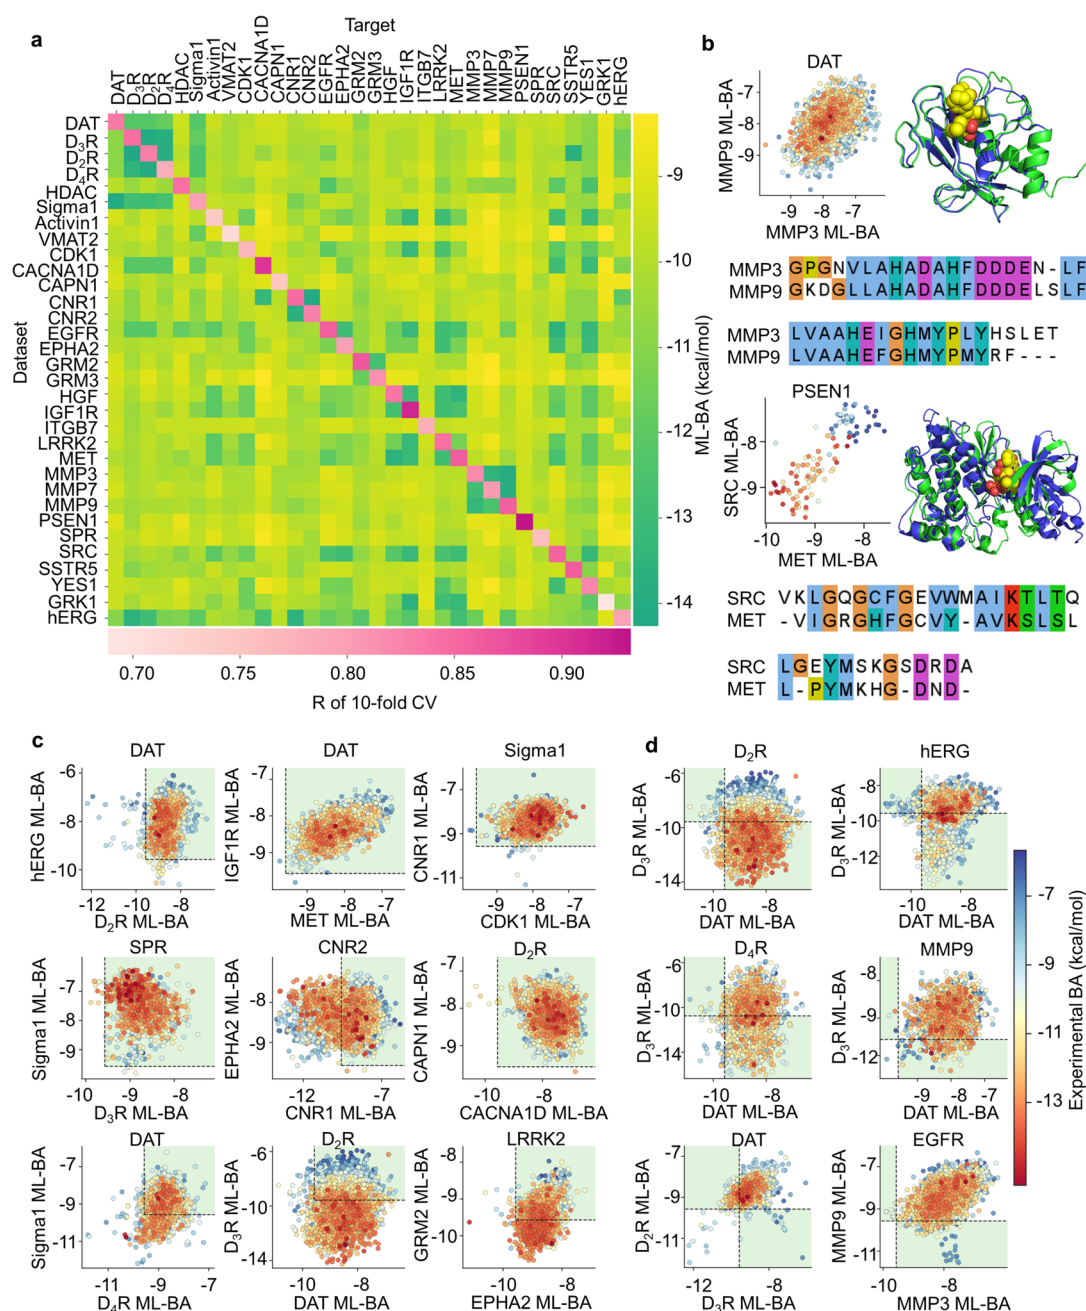 a
Target
DAT
D3R
D2R
D4R
HDAC
Sigma1
Activin1
VMAT2
CDK1
CACNA1D
CAPN1
CNR1
CNR2
EGFR
EPHA2
GRM2
GRM3
HGF
IGF1R
ITGB7
LRRK2
MET
MMP3
MMP7
MMP9
PSEN1
SPR
SRC
SSTR5
YES1
GRK1
hERG
Dataset
DAT
D3R
D2R
D4R
HDAC
Sigma1
Activin1
VMAT2
CDK1
CACNA1D
CAPN1
CNR1
CNR2
EGFR
EPHA2
GRM2
GRM3
HGF
IGF1R
ITGB7
LRRK2
MET
MMP3
MMP7
MMP9
PSEN1
SPR
SRC
SSTR5
YES1
GRK1
hERG
-9
-10
-11
-12
-13
-14
ML-BA (kcal/mol)
0.70 0.75 0.80 0.85 0.90
R of 10-fold CV
b
DAT
MMP9 ML-BA
-7
-8
-9
-9 -8 -7
MMP3 ML-BA
MMP3 GPGNVLAHADAHFDDDEN-LF
MMP9 GKDGLLAHADAHFDDDELSLF
MMP3 LVAAHEIGHMYPLYHSLET
MMP9 LVAAHEFGHMYPMYRF---
PSEN1
SRC ML-BA
-8
-9
-10 -9 -8
MET ML-BA
SRC VKLGQGCFGEVWMAIKTLTQ
MET -VIGRGHFGCVY-AVKSLSL
SRC LGEYMSKGSDRDA
MET L-PYMKHG-DND-
c
DAT
hERG ML-BA
-6
-8
-10
-12 -10 -8
D2R ML-BA
DAT
IGF1R ML-BA
-7
-8
-9
-9 -8 -7
MET ML-BA
Sigma1
CNR1 ML-BA
-7
-9
-11
-9 -8 -7
CDK1 ML-BA
SPR
Sigma1 ML-BA
-7
-8
-9
-10 -9 -8
D3R ML-BA
CNR2
EPHA2 ML-BA
-8
-9
-12 -7
CNR1 ML-BA
D2R
CAPN1 ML-BA
-7
-8
-9
-10 -8
CACNA1D ML-BA
DAT
Sigma1 ML-BA
-7
-9
-11
-11 -9 -7
D4R ML-BA
D2R
D3R ML-BA
-6
-8
-10
-12
-14
-10 -8
DAT ML-BA
LRRK2
GRM2 ML-BA
-8
-9
-10
-10 -8
EPHA2 ML-BA
d
D2R
D3R ML-BA
-6
-10
-14
-10 -8
DAT ML-BA
hERG
D3R ML-BA
-8
-10
-12
-10 -8
DAT ML-BA
D4R
D3R ML-BA
-6
-10
-16
-10 -8
DAT ML-BA
MMP9
D3R ML-BA
-8
-10
-12
-10 -8
DAT ML-BA
DAT
D2R ML-BA
-7
-9
-11
-12 -8
D3R ML-BA
EGFR
MMP9 ML-BA
-7
-9
-11
-10 -8
MMP3 ML-BA
-7
-9
-11
-13
Experimental BA (kcal/mol)